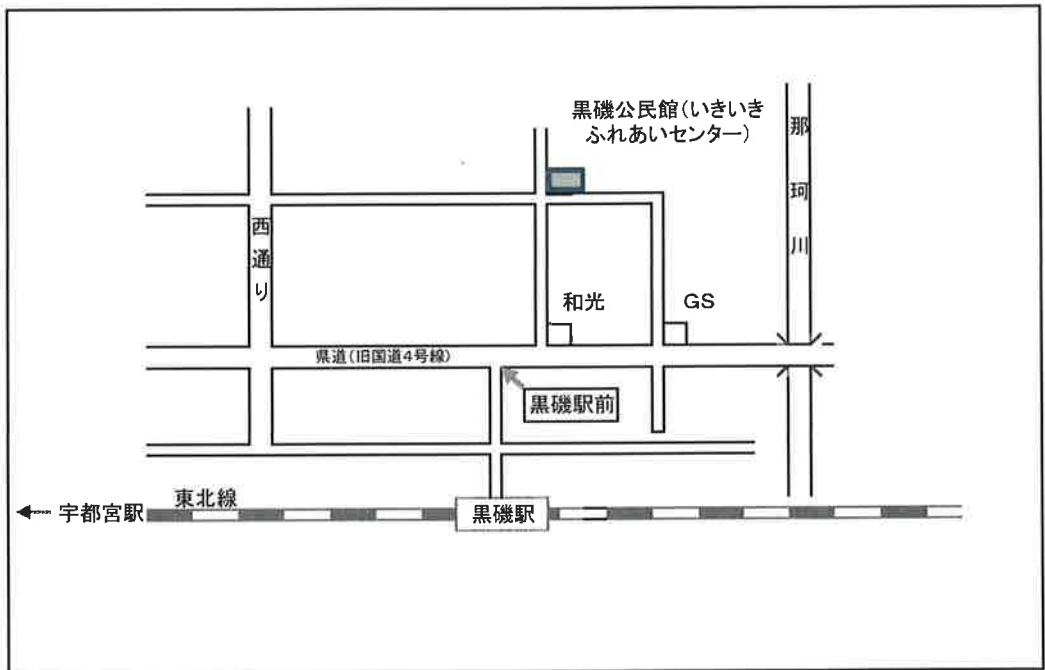 黒磯公民館(いきいき
ふれあいセンター)
那珂川
西通り
和光
GS
県道(旧国道4号線)
黒磯駅前
東北線
宇都宮駅
黒磯駅